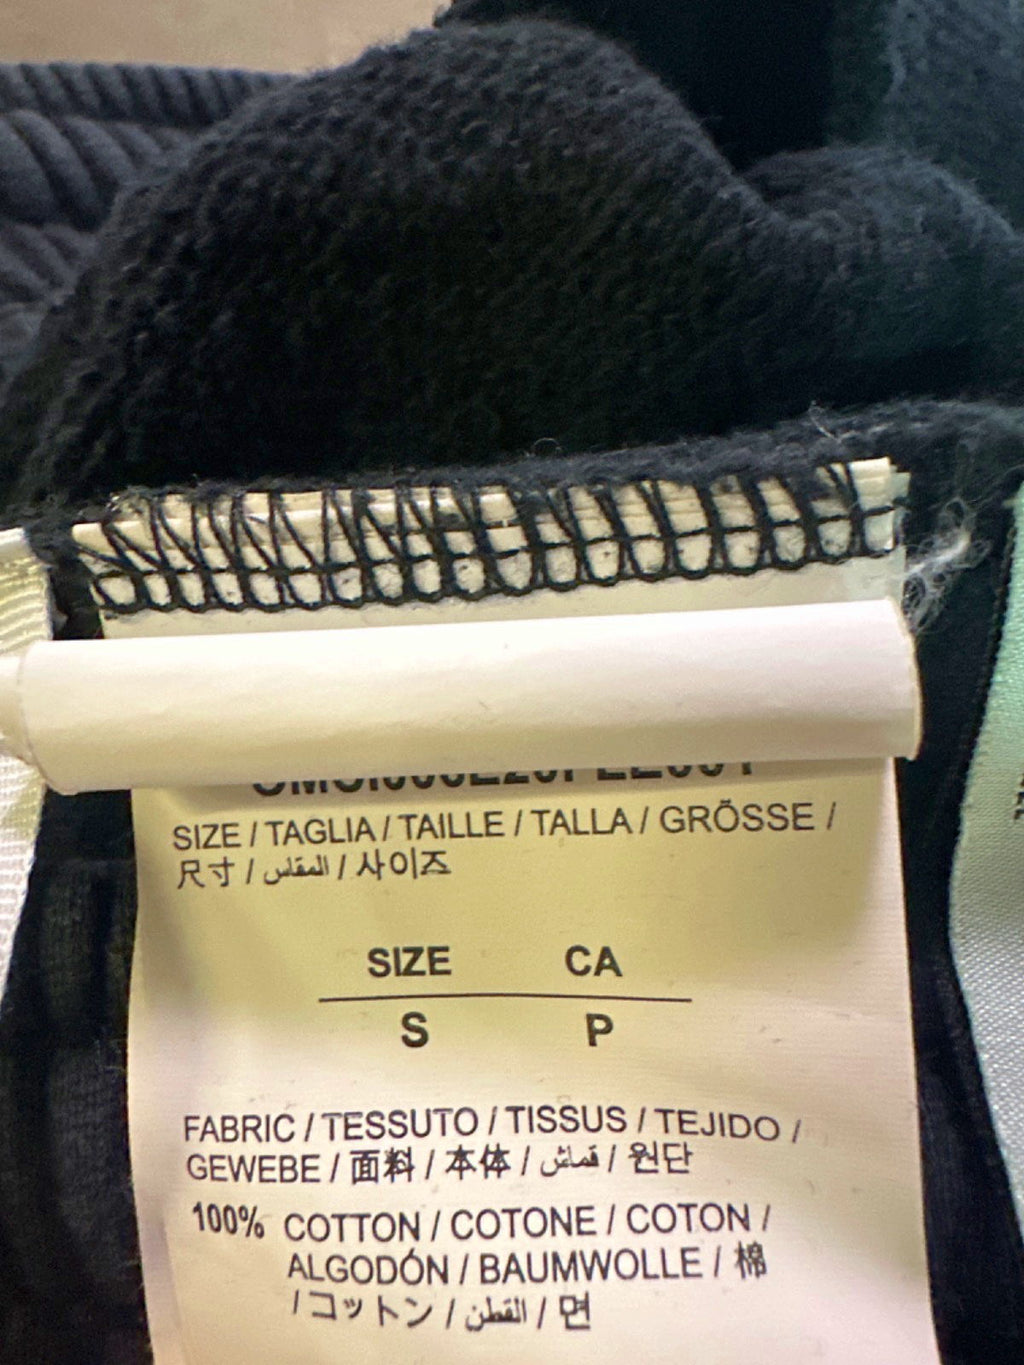 SIZE / TAGLIA / TAILLE / TALLA / GRÖSSE /
尺寸 / المقاس / 사이즈
SIZE CA
S P
FABRIC / TESSUTO / TISSUS / TEJIDO /
GEWEBE / 面料 / 本体 / قماش / 원단
100% COTTON / COTONE / COTON /
ALGODÓN / BAUMWOLLE / 棉
/ コットン / القطن / 면